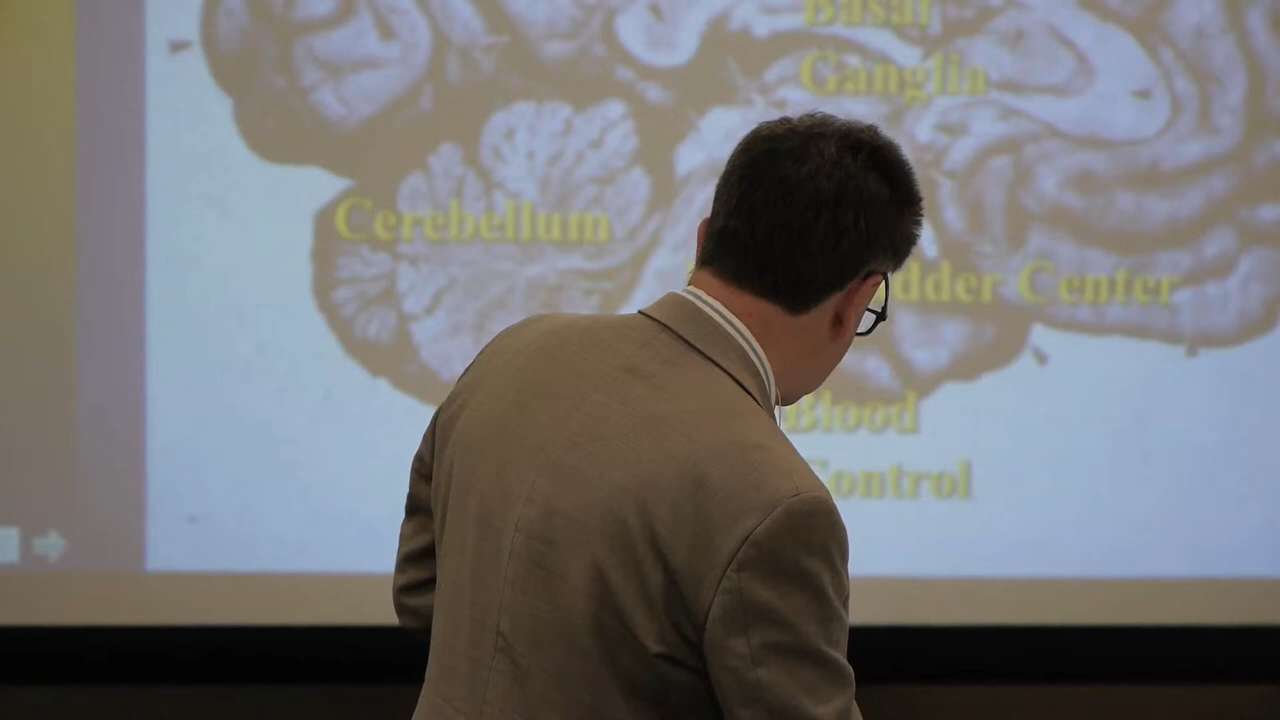 Basal
Ganglia
Cerebellum
dder Center
Blood
Control